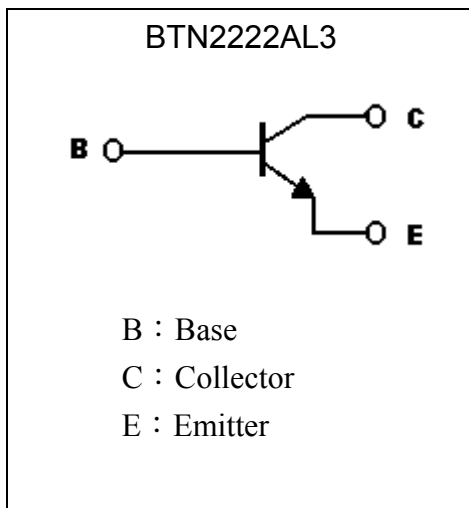 BTN2222AL3
C
B
E
B：Base
C：Collector
E：Emitter